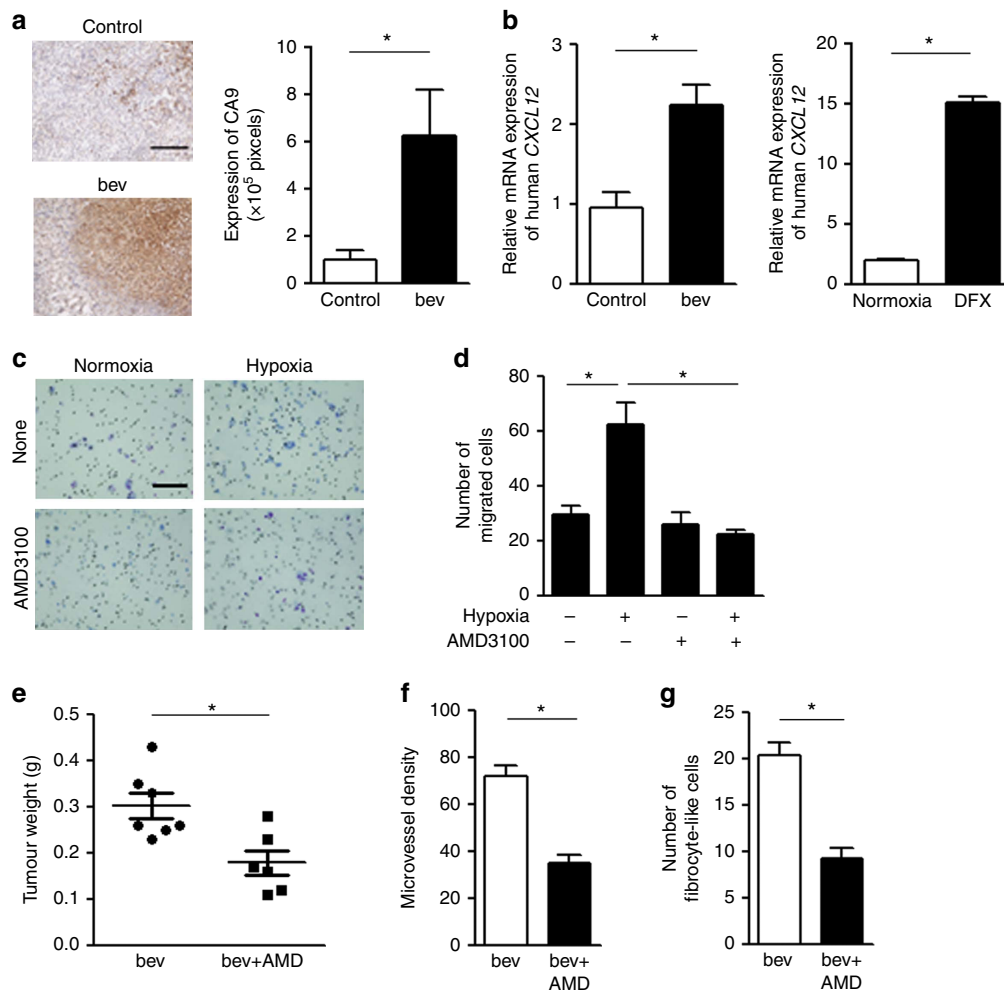 a
Control
bev
Expression of CA9
(×10⁵ pixcels)
10
8
6
4
2
0
*
Control bev
b
Relative mRNA expression
of human CXCL12
3
2
1
0
*
Control bev
Relative mRNA expression
of human CXCL12
20
15
10
5
0
*
Normoxia DFX
c
Normoxia Hypoxia
None
AMD3100
d
Number of
migrated cells
80
60
40
20
0
* *
Hypoxia – + – +
AMD3100 – – + +
e
Tumour weight (g)
0.5
0.4
0.3
0.2
0.1
0.0
*
bev bev+AMD
f
Microvessel density
100
80
60
40
20
0
*
bev bev+
AMD
g
Number of
fibrocyte-like cells
25
20
15
10
5
0
*
bev bev+
AMD